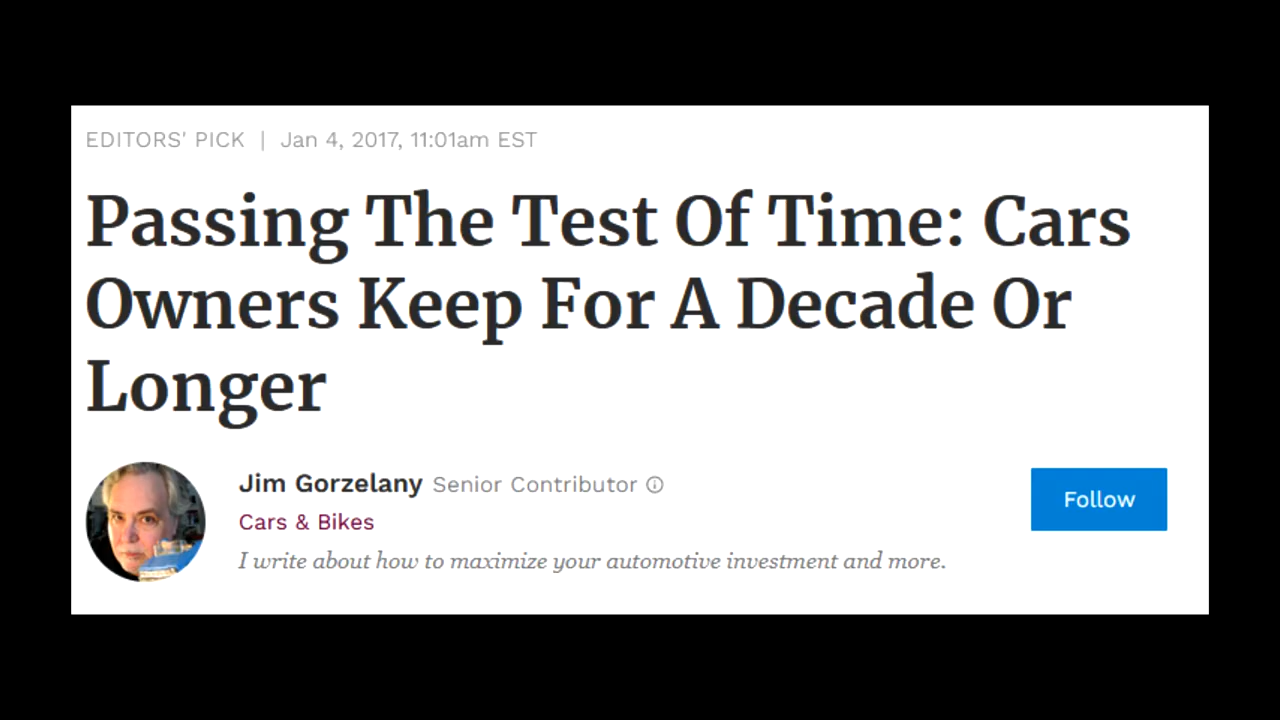 EDITORS' PICK | Jan 4, 2017, 11:01am EST
Passing The Test Of Time: Cars
Owners Keep For A Decade Or
Longer
Jim Gorzelany Senior Contributor
Cars & Bikes
I write about how to maximize your automotive investment and more.
Follow